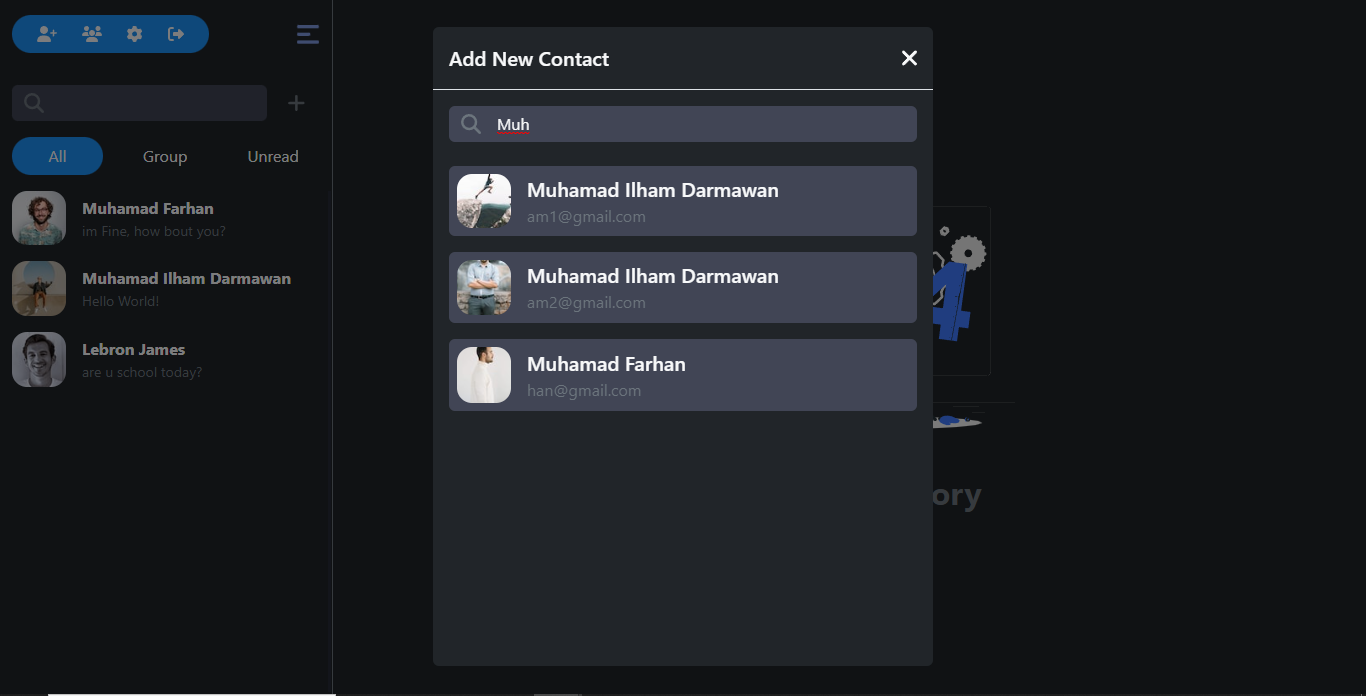 All
Group
Unread
Muhamad Farhan
im Fine, how bout you?
Muhamad Ilham Darmawan
Hello World!
Lebron James
are u school today?
Add New Contact
Muh
Muhamad Ilham Darmawan
am1@gmail.com
Muhamad Ilham Darmawan
am2@gmail.com
Muhamad Farhan
han@gmail.com
4
ory